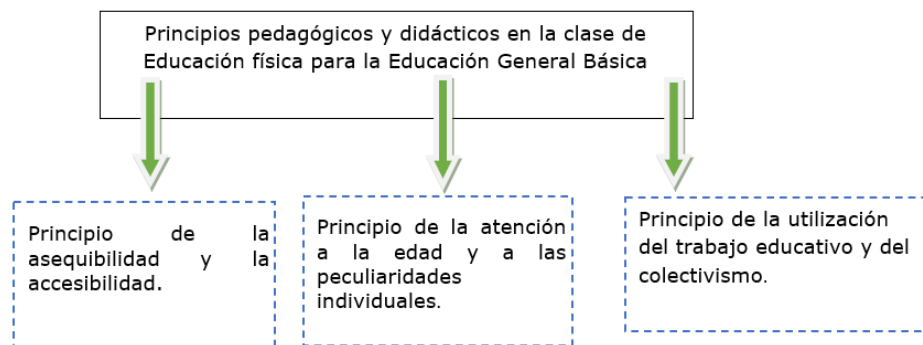 Principios pedagógicos y didácticos en la clase de
Educación física para la Educación General Básica
Principio de la
asequibilidad y la
accesibilidad.
Principio de la atención
a la edad y a las
peculiaridades
individuales.
Principio de la utilización
del trabajo educativo y del
colectivismo.